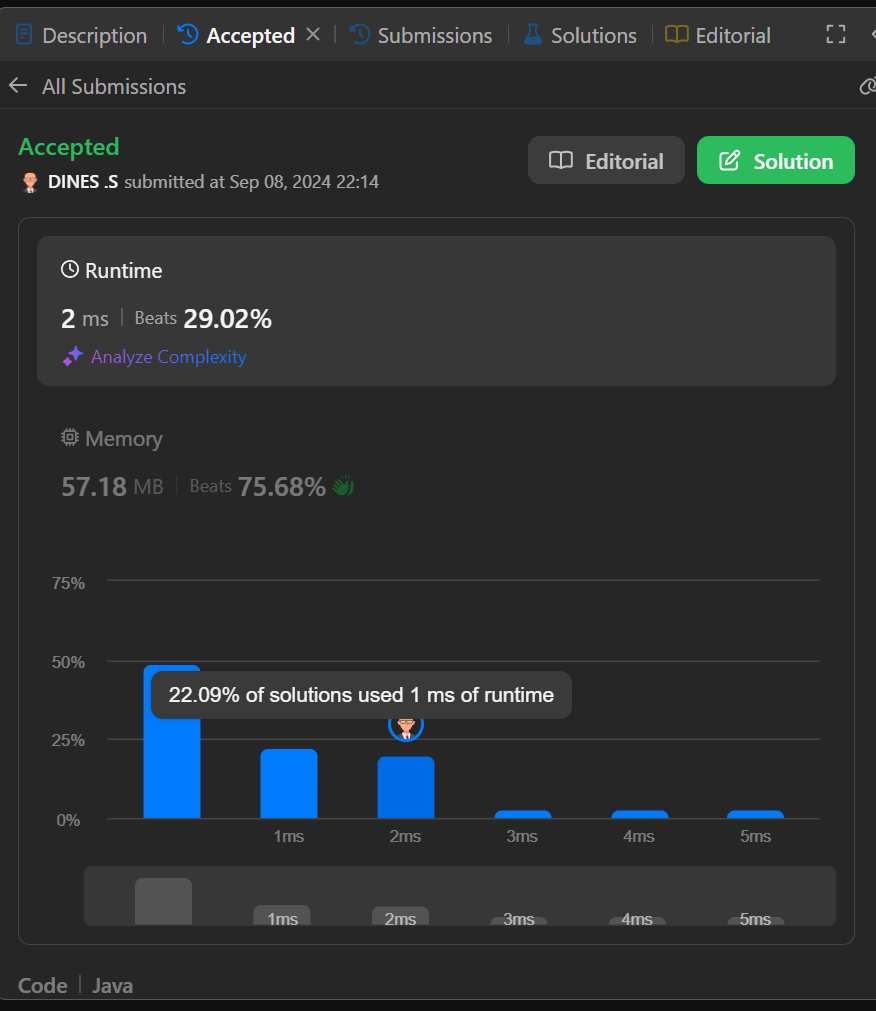 Description Accepted Submissions Solutions Editorial
All Submissions
Accepted
DINES .S submitted at Sep 08, 2024 22:14
Editorial
Solution
Runtime
2 ms Beats 29.02%
Analyze Complexity
Memory
57.18 MB Beats 75.68%
75%
50%
22.09% of solutions used 1 ms of runtime
25%
0%
1ms 2ms 3ms 4ms 5ms
1ms 2ms 3ms 4ms 5ms
Code Java